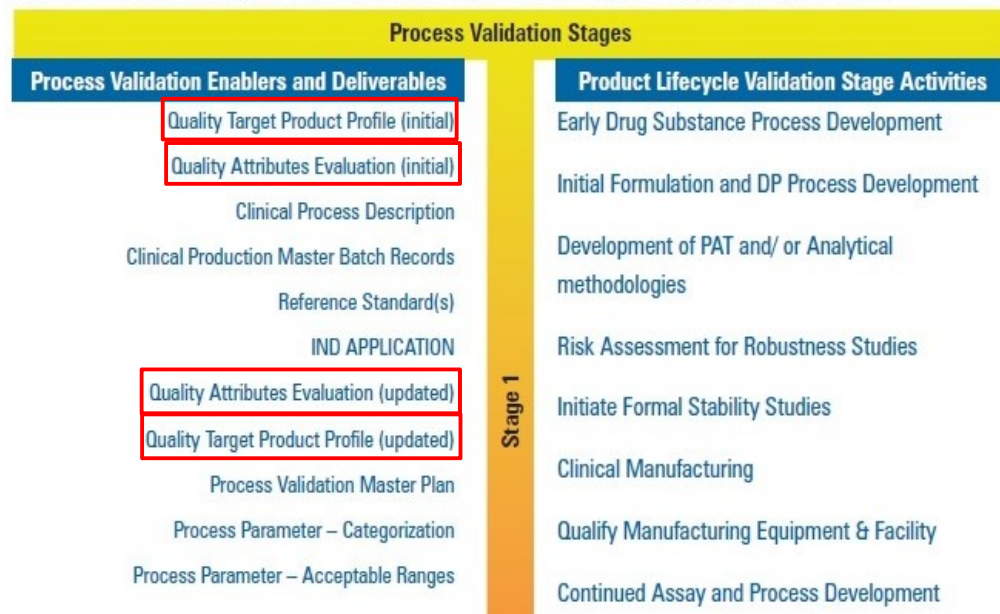 Process Validation Stages
Process Validation Enablers and Deliverables
Quality Target Product Profile (initial)
Quality Attributes Evaluation (initial)
Clinical Process Description
Clinical Production Master Batch Records
Reference Standard(s)
IND APPLICATION
Quality Attributes Evaluation (updated)
Quality Target Product Profile (updated)
Process Validation Master Plan
Process Parameter – Categorization
Process Parameter – Acceptable Ranges
Stage 1
Product Lifecycle Validation Stage Activities
Early Drug Substance Process Development
Initial Formulation and DP Process Development
Development of PAT and/ or Analytical
methodologies
Risk Assessment for Robustness Studies
Initiate Formal Stability Studies
Clinical Manufacturing
Qualify Manufacturing Equipment & Facility
Continued Assay and Process Development